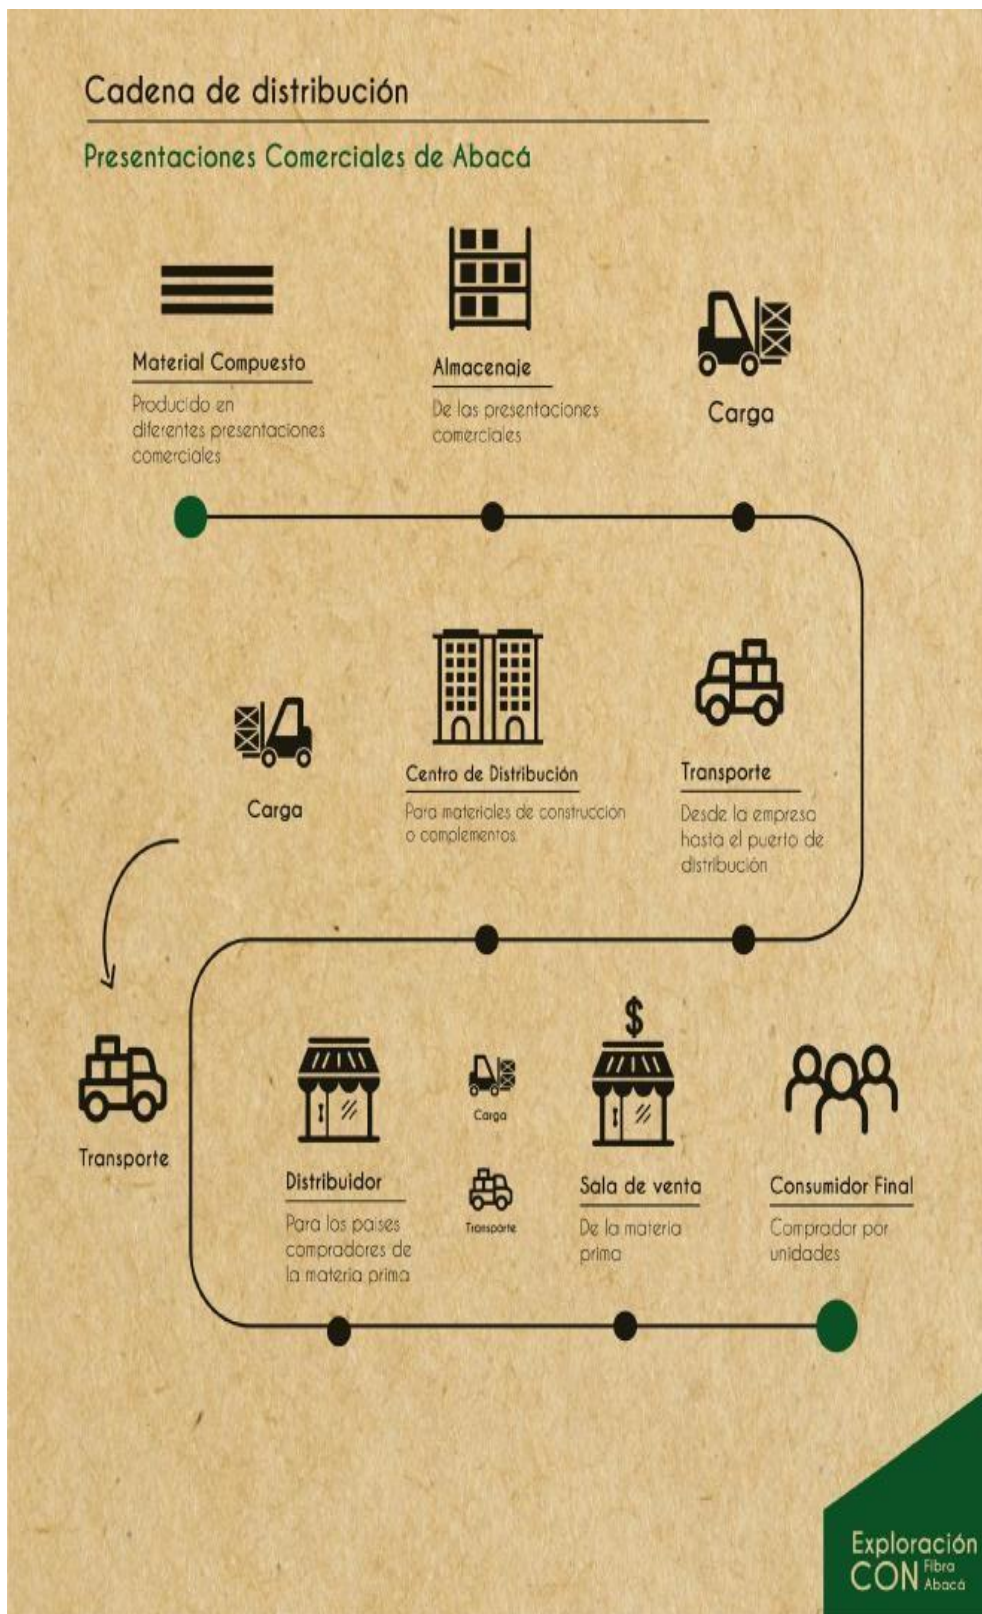 Cadena de distribución
Presentaciones Comerciales de Abacá
Material Compuesto
Producido en
diferentes presentaciones
comerciales
Almacenaje
De las presentaciones
comerciales
Carga
Transporte
Desde la empresa
hasta el puerto de
distribución
Centro de Distribución
Para materiales de construcción
o complementos
Carga
Transporte
Distribuidor
Para los países
compradores de
la materia prima
Carga
Transporte
$
Sala de venta
De la materia
prima
Consumidor Final
Comprador por
unidades
Exploración
CON Fibra
Abacá